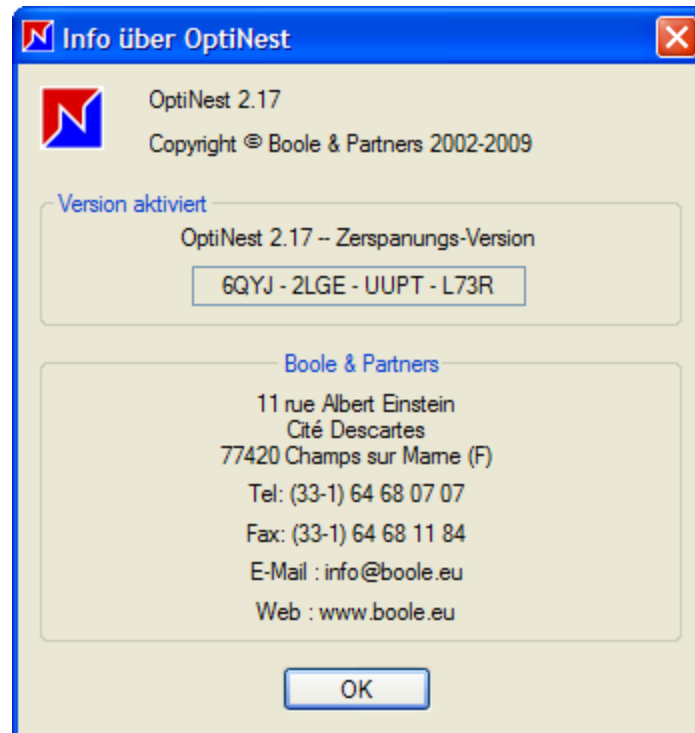 Info über OptiNest
OptiNest 2.17
Copyright © Boole & Partners 2002-2009
Version aktiviert
OptiNest 2.17 -- Zerspanungs-Version
6QYJ - 2LGE - UUPT - L73R
Boole & Partners
11 rue Albert Einstein
Cité Descartes
77420 Champs sur Marne (F)
Tel: (33-1) 64 68 07 07
Fax: (33-1) 64 68 11 84
E-Mail : info@boole.eu
Web : www.boole.eu
OK